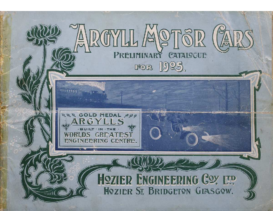 ARGYLL MOTOR CARS
PRELIMINARY CATALOGUE
FOR 1905.
GOLD MEDAL
ARGYLLS
BUILT IN THE
WORLDS GREATEST
ENGINEERING CENTRE.
HOZIER ENGINEERING COY LTD.
HOZIER ST BRIDGETON GLASGOW.